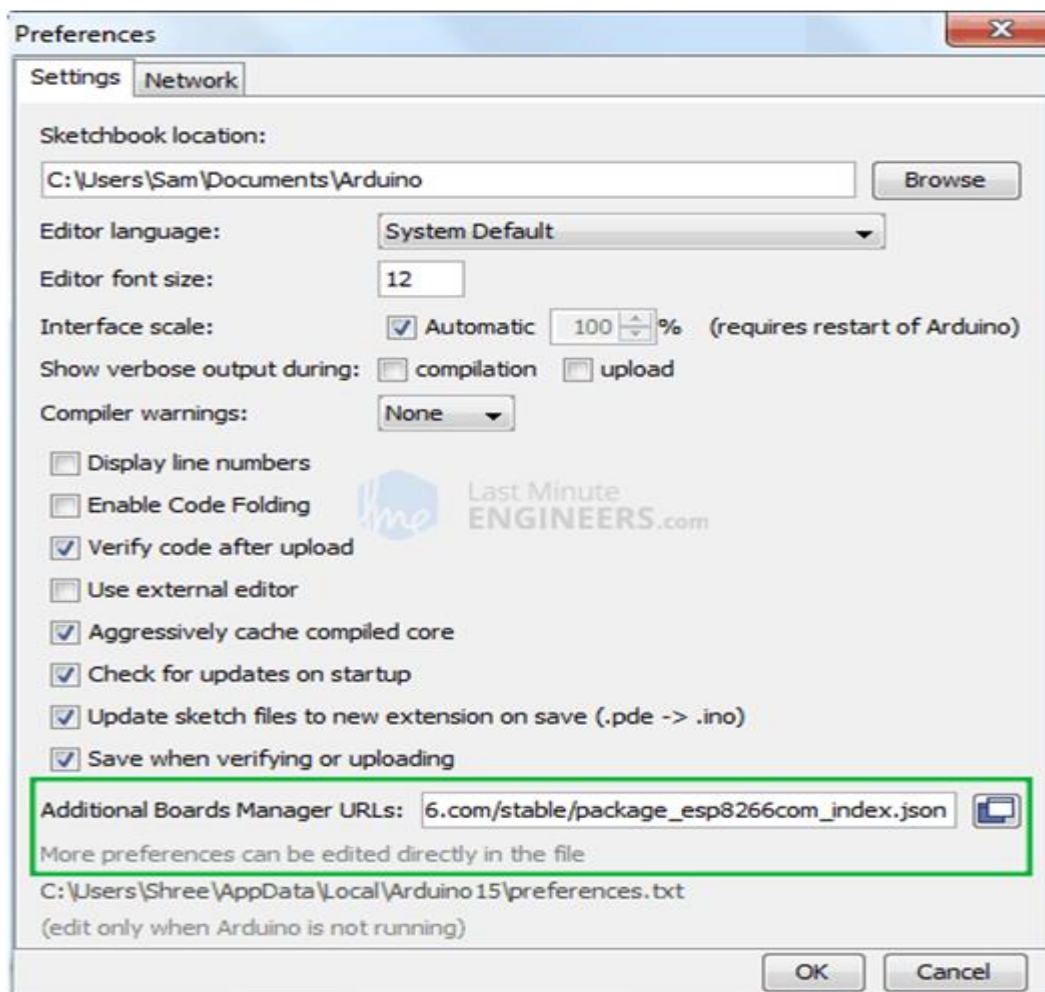 Preferences
Settings Network
Sketchbook location:
C:\Users\Sam\Documents\Arduino Browse
Editor language: System Default
Editor font size: 12
Interface scale: Automatic 100 % (requires restart of Arduino)
Show verbose output during: compilation upload
Compiler warnings: None
Display line numbers
Enable Code Folding
lme Last Minute
ENGINEERS.com
Verify code after upload
Use external editor
Aggressively cache compiled core
Check for updates on startup
Update sketch files to new extension on save (.pde -> .ino)
Save when verifying or uploading
Additional Boards Manager URLs: 6.com/stable/package_esp8266com_index.json
More preferences can be edited directly in the file
C:\Users\Shree\AppData\Local\Arduino15\preferences.txt
(edit only when Arduino is not running)
OK Cancel